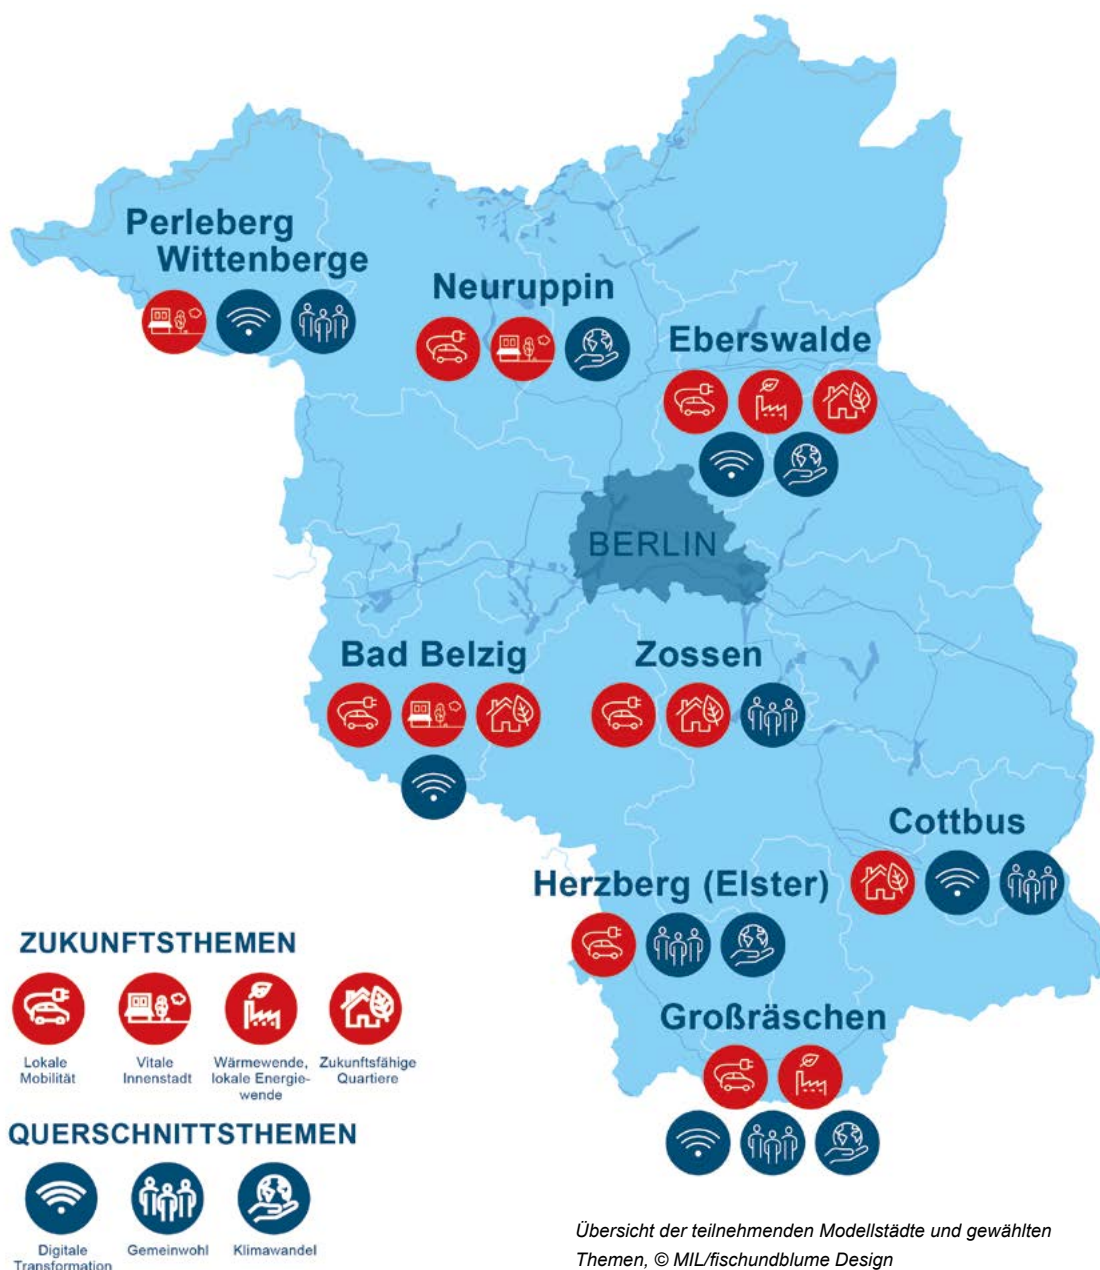 Perleberg
Wittenberge
Neuruppin
Eberswalde
BERLIN
Bad Belzig
Zossen
Cottbus
Herzberg (Elster)
Großräschen
ZUKUNFTSTHEMEN
Lokale
Mobilität
Vitale
Innenstadt
Wärmewende,
lokale Energie-
wende
Zukunftsfähige
Quartiere
QUERSCHNITTSTHEMEN
Digitale
Transformation
Gemeinwohl
Klimawandel
Übersicht der teilnehmenden Modellstädte und gewählten
Themen, © MIL/fischundblume Design